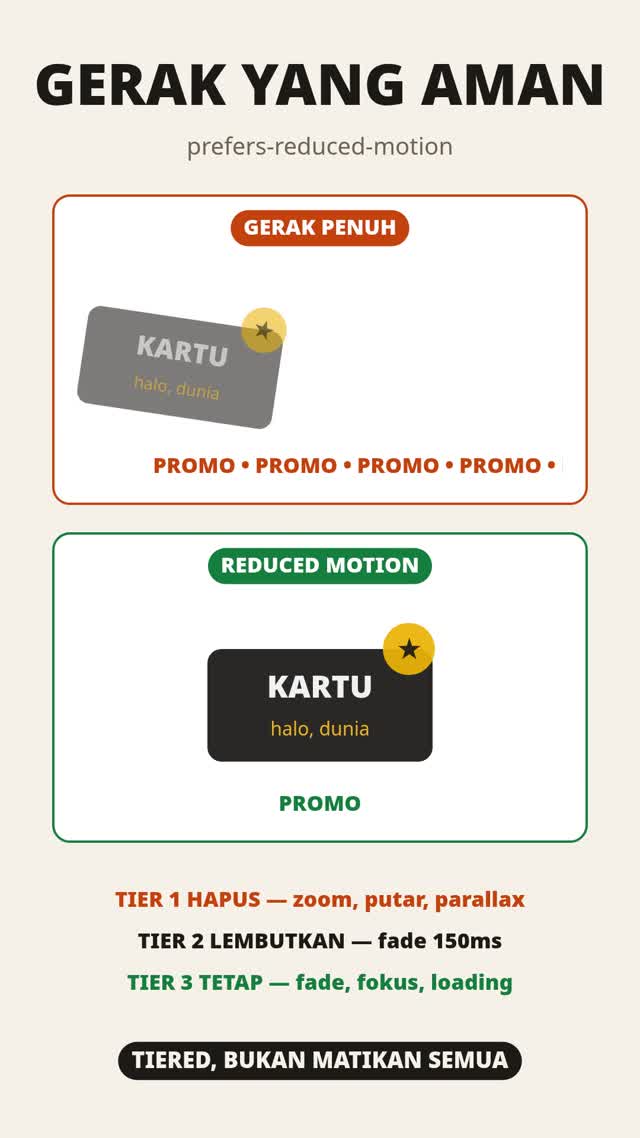 GERAK YANG AMAN
prefers-reduced-motion
GERAK PENUH
KARTU
halo, dunia
PROMO • PROMO • PROMO • PROMO •
REDUCED MOTION
KARTU
halo, dunia
PROMO
TIER 1 HAPUS — zoom, putar, parallax
TIER 2 LEMBUTKAN — fade 150ms
TIER 3 TETAP — fade, fokus, loading
TIERED, BUKAN MATIKAN SEMUA